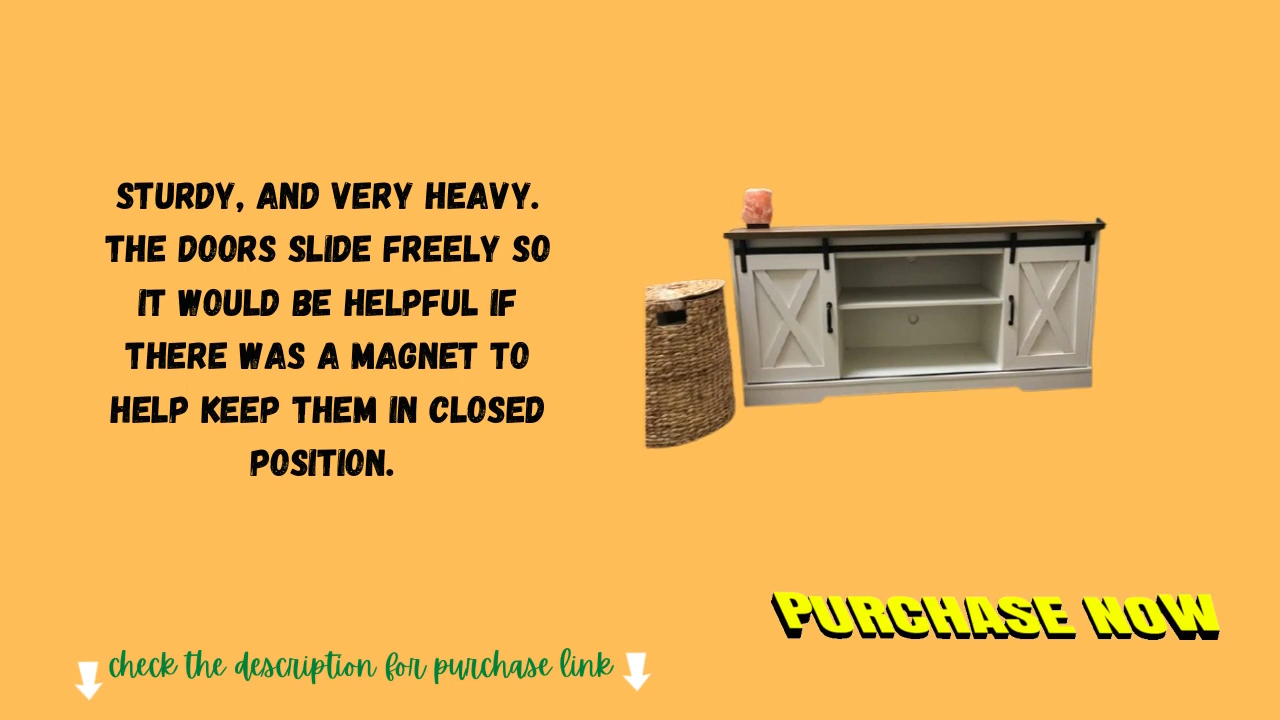 STURDY, AND VERY HEAVY.
THE DOORS SLIDE FREELY SO
IT WOULD BE HELPFUL IF
THERE WAS A MAGNET TO
HELP KEEP THEM IN CLOSED
POSITION.
PURCHASE NOW
check the description for purchase link